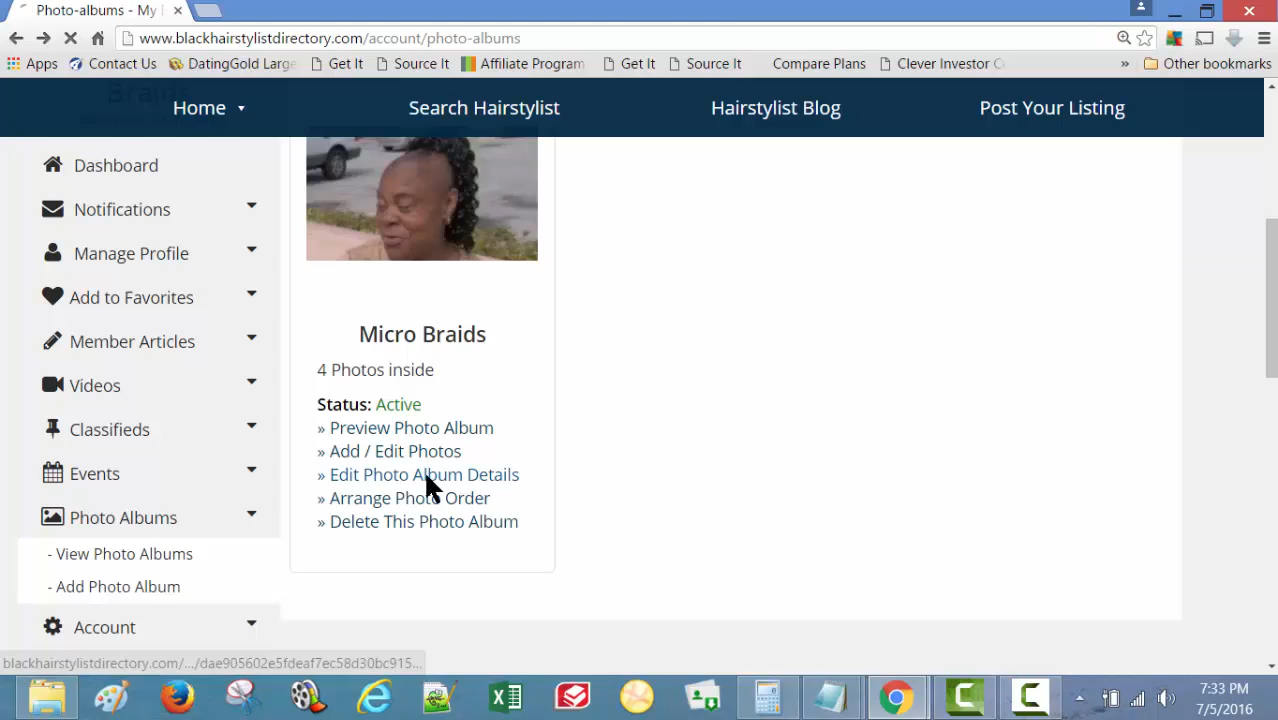 Photo-albums - My
www.blackhairstylistdirectory.com/account/photo-albums
Apps
Contact Us
DatingGold Large
Get It
Source It
Affiliate Program
Get It
Source It
Compare Plans
Clever Investor
» Other bookmarks
Braids
Home
Search Hairstylist
Hairstylist Blog
Post Your Listing
Dashboard
Notifications
Manage Profile
Add to Favorites
Member Articles
Videos
Classifieds
Events
Photo Albums
- View Photo Albums
- Add Photo Album
Account
Micro Braids
4 Photos inside
Status: Active
» Preview Photo Album
» Add / Edit Photos
» Edit Photo Album Details
» Arrange Photo Order
» Delete This Photo Album
blackhairstylistdirectory.com/.../dae905602e5fdeaf7ec58d30bc915...
7:33 PM
7/5/2016